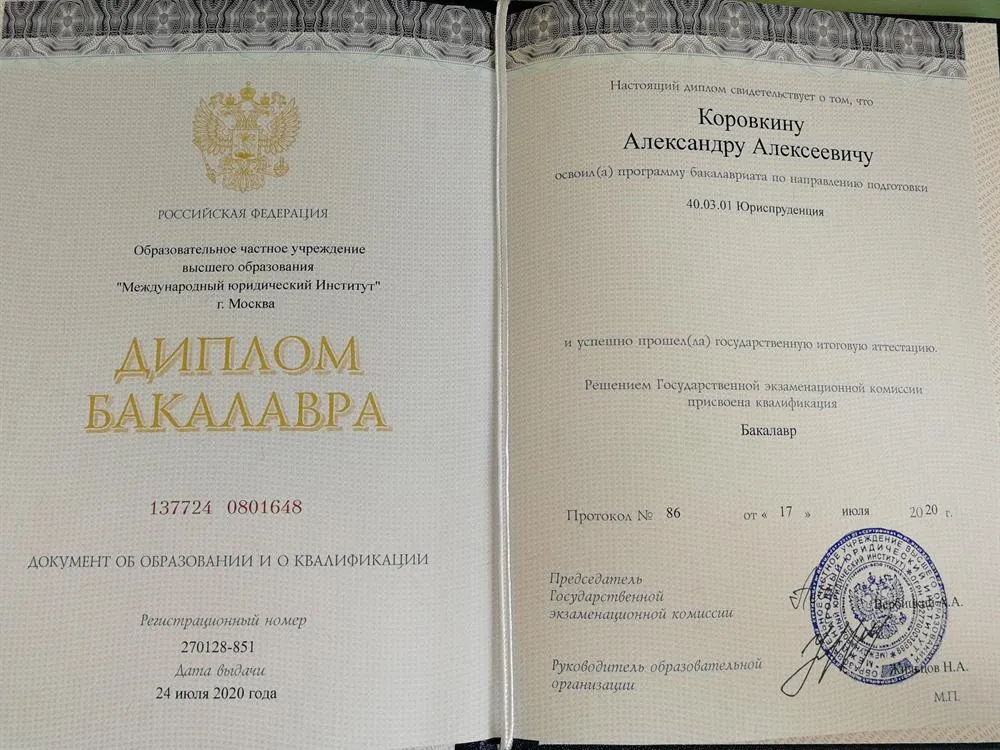 РОССИЙСКАЯ ФЕДЕРАЦИЯ
Образовательное частное учреждение
высшего образования
"Международный юридический Институт"
г. Москва
ДИПЛОМ
БАКАЛАВРА
137724 0801648
ДОКУМЕНТ ОБ ОБРАЗОВАНИИ И О КВАЛИФИКАЦИИ
Регистрационный номер
270128-851
Дата выдачи
24 июля 2020 года
Настоящий диплом свидетельствует о том, что
Коровкину
Александру Алексеевичу
освоил(а) программу бакалавриата по направлению подготовки
40.03.01 Юриспруденция
и успешно прошел(ла) государственную итоговую аттестацию.
Решением Государственной экзаменационной комиссии
присвоена квалификация
Бакалавр
Протокол № 86 от « 17 » июля 2020 г.
Председатель
Государственной
экзаменационной комиссии
Вербицкий А.А.
Руководитель образовательной
организации
Жильцов Н.А.
М.П.